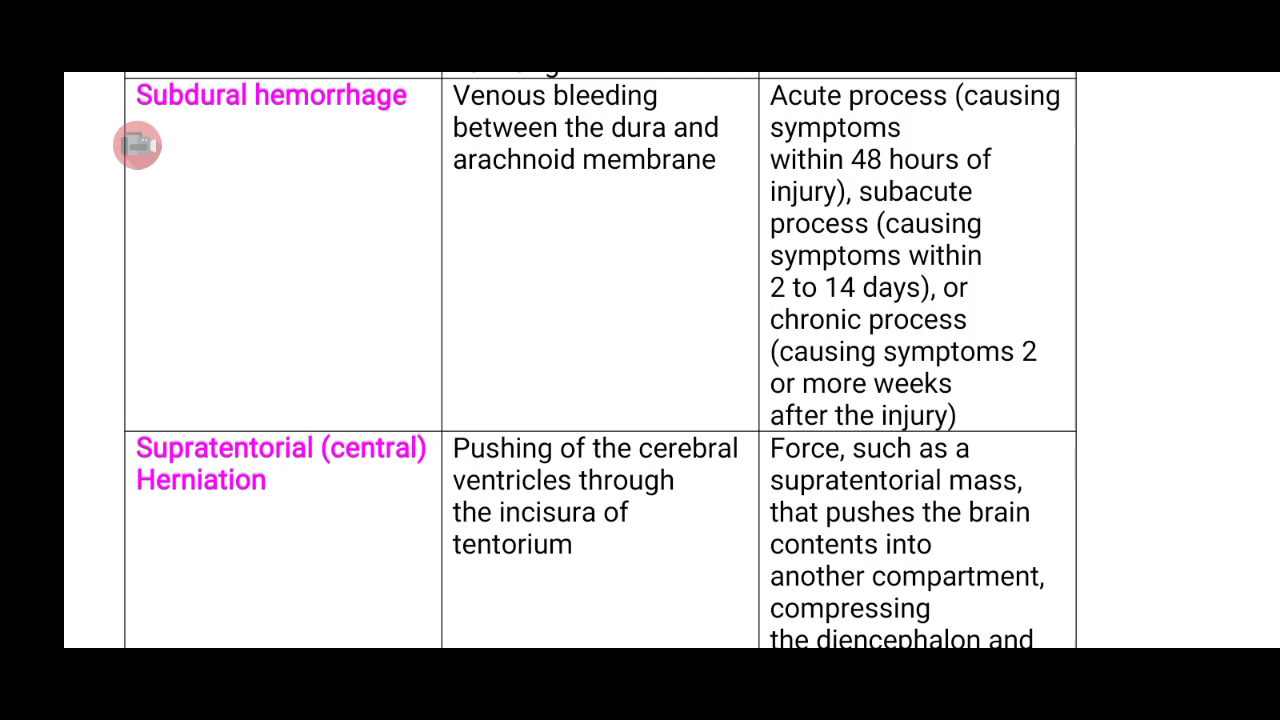 Subdural hemorrhage
Venous bleeding
between the dura and
arachnoid membrane
Acute process (causing
symptoms
within 48 hours of
injury), subacute
process (causing
symptoms within
2 to 14 days), or
chronic process
(causing symptoms 2
or more weeks
after the injury)
Supratentorial (central)
Herniation
Pushing of the cerebral
ventricles through
the incisura of
tentorium
Force, such as a
supratentorial mass,
that pushes the brain
contents into
another compartment,
compressing
the diencephalon and